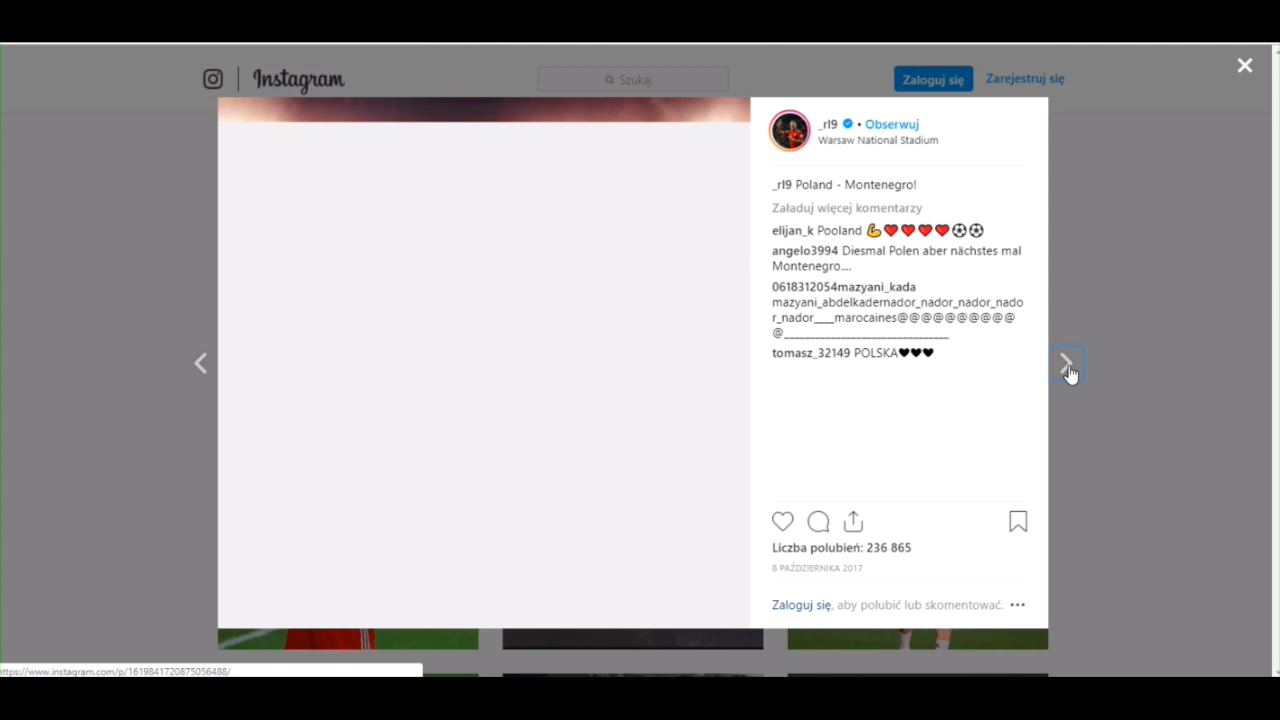 Instagram
Szukaj
Zaloguj się
Zarejestruj się
_rl9 • Obserwuj
Warsaw National Stadium
_rl9 Poland - Montenegro!
Załaduj więcej komentarzy
elijan_k Pooland 💪❤️❤️❤️❤️⚽⚽
angelo3994 Diesmal Polen aber nächstes mal
Montenegro....
0618312054mazyani_kada
mazyani_abdelkadernador_nador_nador_nado
r_nador____marocaines@@@@@@@@@@
@______________________________
tomasz_32149 POLSKA♥♥♥
Liczba polubień: 236 865
8 PAŹDZIERNIKA 2017
Zaloguj się, aby polubić lub skomentować.
https://www.instagram.com/p/1619841720875056488/